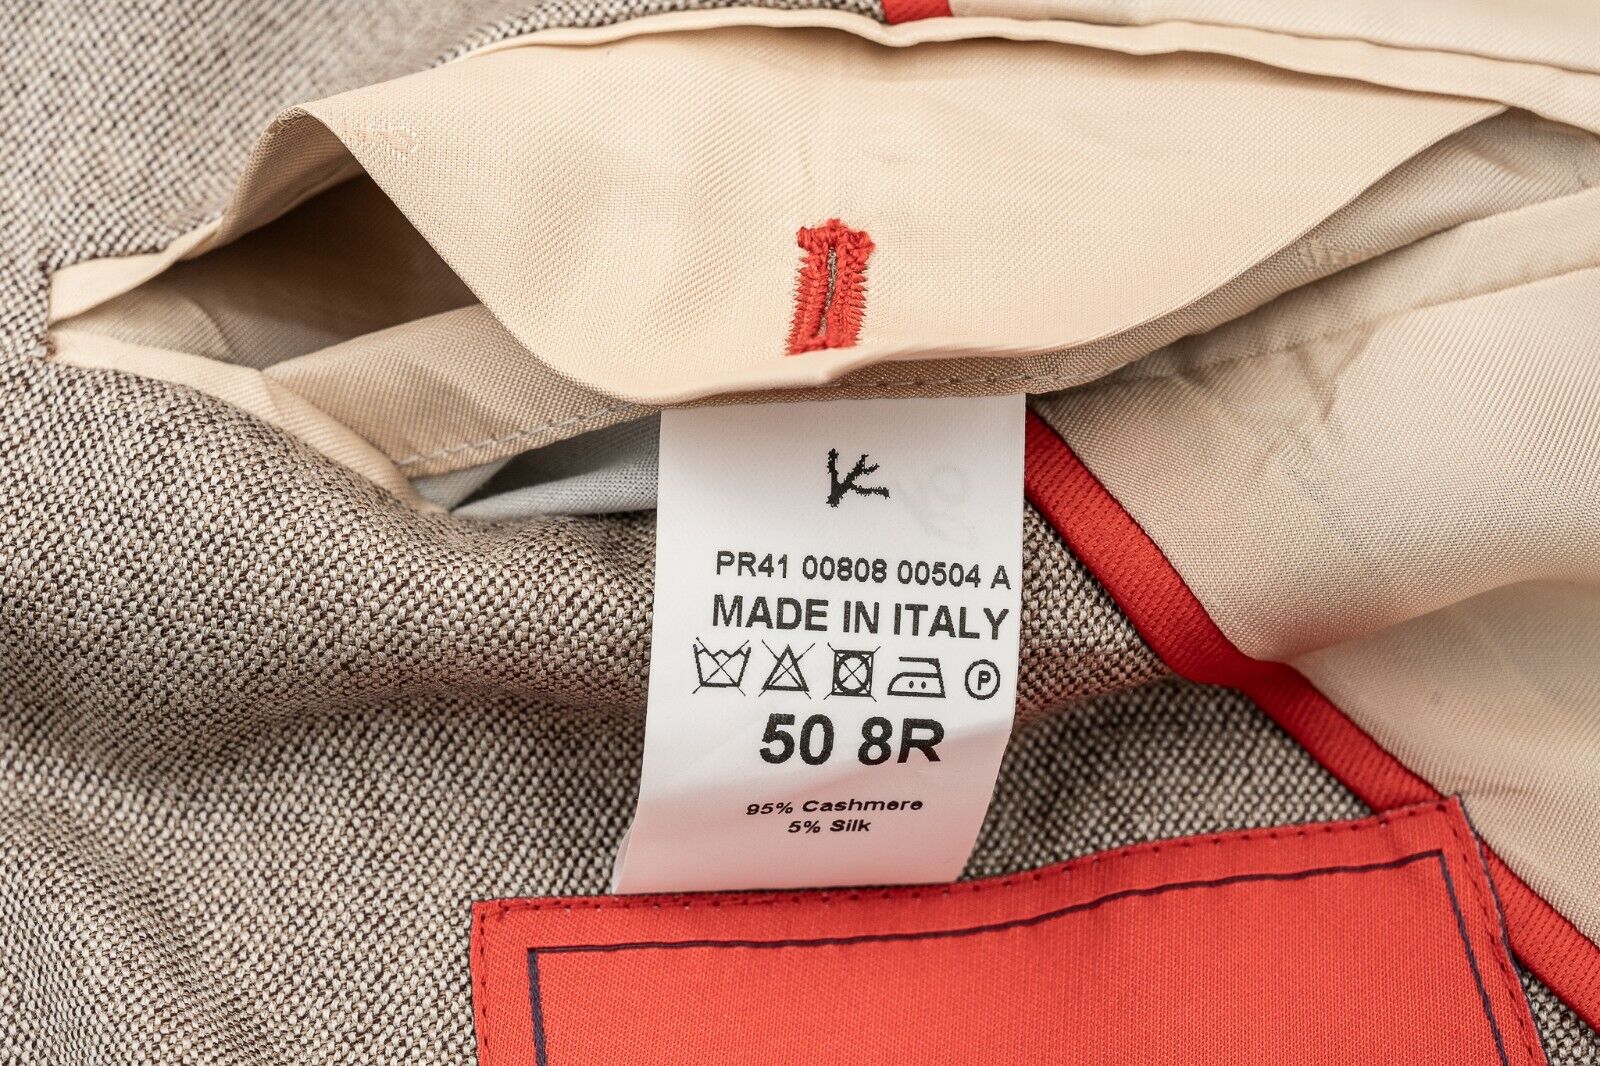 PR41 00808 00504 A
MADE IN ITALY
P
50 8R
95% Cashmere
5% Silk